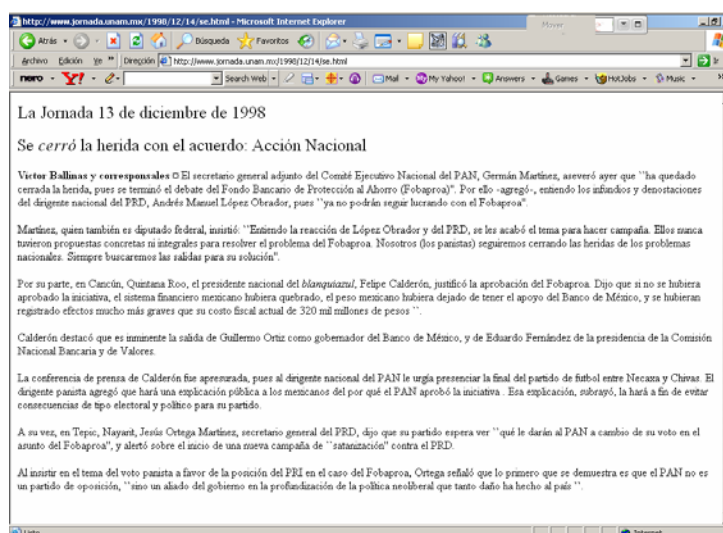 http://www.jornada.unam.mx/1998/12/14/se.html - Microsoft Internet Explorer
Mover
Atrás Búsqueda Favoritos
Archivo Edición Ve » Dirección http://www.jornada.unam.mx/1998/12/14/se.html Ir
nero Y! Search Web Mail My Yahoo! Answers Games HotJobs Music »
La Jornada 13 de diciembre de 1998
Se cerró la herida con el acuerdo: Acción Nacional
Víctor Ballinas y corresponsales ¤ El secretario general adjunto del Comité Ejecutivo Nacional del PAN, Germán Martínez, aseveró ayer que ``ha quedado
cerrada la herida, pues se terminó el debate del Fondo Bancario de Protección al Ahorro (Fobaproa)''. Por ello -agregó-, entiendo los infundios y denostaciones
del dirigente nacional del PRD, Andrés Manuel López Obrador, pues ``ya no podrán seguir lucrando con el Fobaproa''.
Martínez, quien también es diputado federal, insistió: ``Entiendo la reacción de López Obrador y del PRD, se les acabó el tema para hacer campaña. Ellos nunca
tuvieron propuestas concretas ni integrales para resolver el problema del Fobaproa. Nosotros (los panistas) seguiremos cerrando las heridas de los problemas
nacionales. Siempre buscaremos las salidas para su solución''.
Por su parte, en Cancún, Quintana Roo, el presidente nacional del blanquiazul, Felipe Calderón, justificó la aprobación del Fobaproa. Dijo que si no se hubiera
aprobado la iniciativa, el sistema financiero mexicano hubiera quebrado, el peso mexicano hubiera dejado de tener el apoyo del Banco de México, y se hubieran
registrado efectos mucho más graves que su costo fiscal actual de 320 mil millones de pesos ``.
Calderón destacó que es inminente la salida de Guillermo Ortiz como gobernador del Banco de México, y de Eduardo Fernández de la presidencia de la Comisión
Nacional Bancaria y de Valores.
La conferencia de prensa de Calderón fue apresurada, pues al dirigente nacional del PAN le urgía presenciar la final del partido de futbol entre Necaxa y Chivas. El
dirigente panista agregó que hará una explicación pública a los mexicanos del por qué el PAN aprobó la iniciativa . Esa explicación, subrayó, la hará a fin de evitar
consecuencias de tipo electoral y político para su partido.
A su vez, en Tepic, Nayarit, Jesús Ortega Martínez, secretario general del PRD, dijo que su partido espera ver ``qué le darán al PAN a cambio de su voto en el
asunto del Fobaproa'', y alertó sobre el inicio de una nueva campaña de ``satanización'' contra el PRD.
Al insistir en el tema del voto panista a favor de la posición del PRI en el caso del Fobaproa, Ortega señaló que lo primero que se demuestra es que el PAN no es
un partido de oposición, ``sino un aliado del gobierno en la profundización de la política neoliberal que tanto daño ha hecho al país ``.
Listo Internet